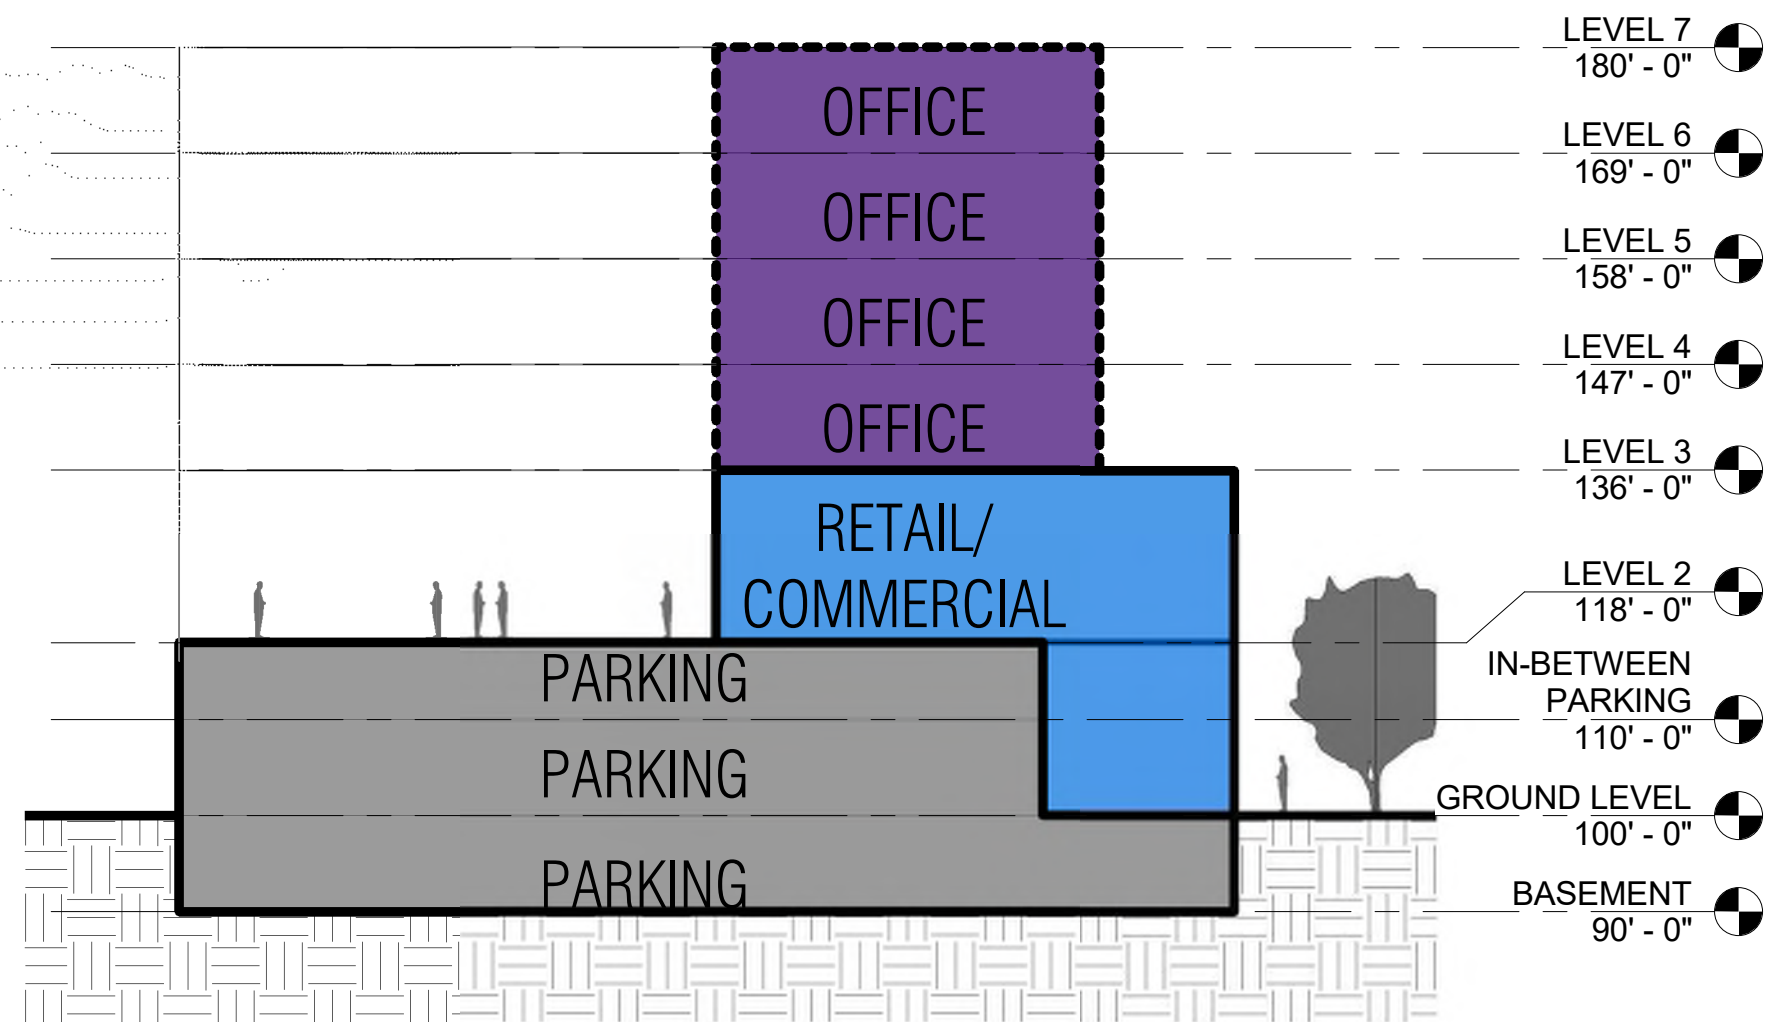 LEVEL 7
180' - 0"
OFFICE
LEVEL 6
169' - 0"
OFFICE
LEVEL 5
158' - 0"
OFFICE
LEVEL 4
147' - 0"
OFFICE
LEVEL 3
136' - 0"
RETAIL/
COMMERCIAL
LEVEL 2
118' - 0"
PARKING
IN-BETWEEN
PARKING
110' - 0"
PARKING
GROUND LEVEL
100' - 0"
PARKING
BASEMENT
90' - 0"